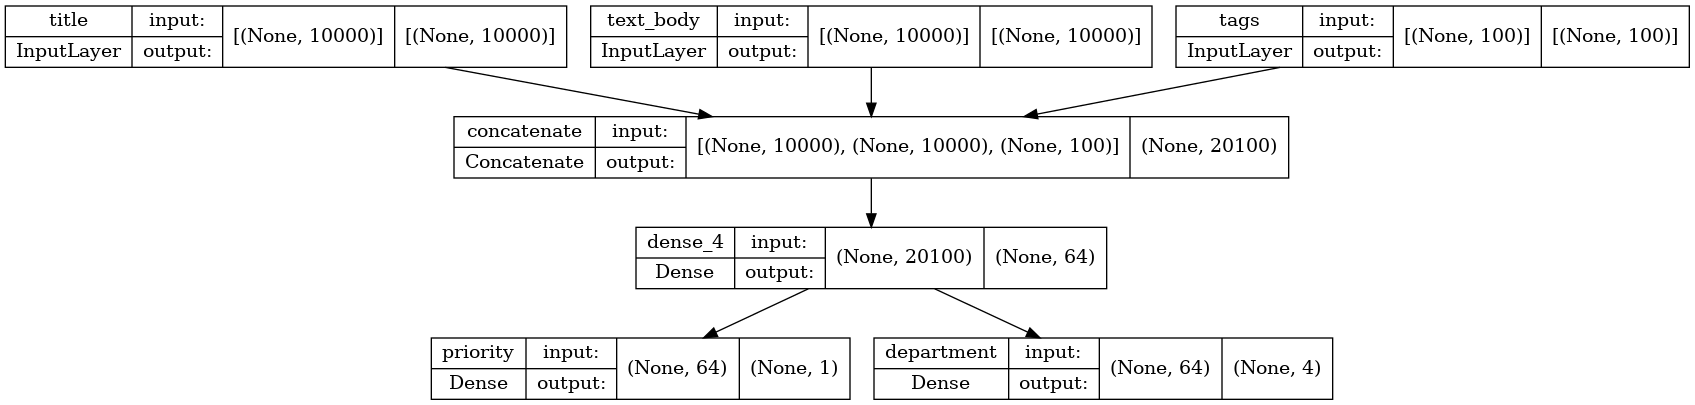 title input: [(None, 10000)] [(None, 10000)]
InputLayer output:
text_body input: [(None, 10000)] [(None, 10000)]
InputLayer output:
tags input: [(None, 100)] [(None, 100)]
InputLayer output:
concatenate input: [(None, 10000), (None, 10000), (None, 100)] (None, 20100)
Concatenate output:
dense_4 input: (None, 20100) (None, 64)
Dense output:
priority input: (None, 64) (None, 1)
Dense output:
department input: (None, 64) (None, 4)
Dense output: